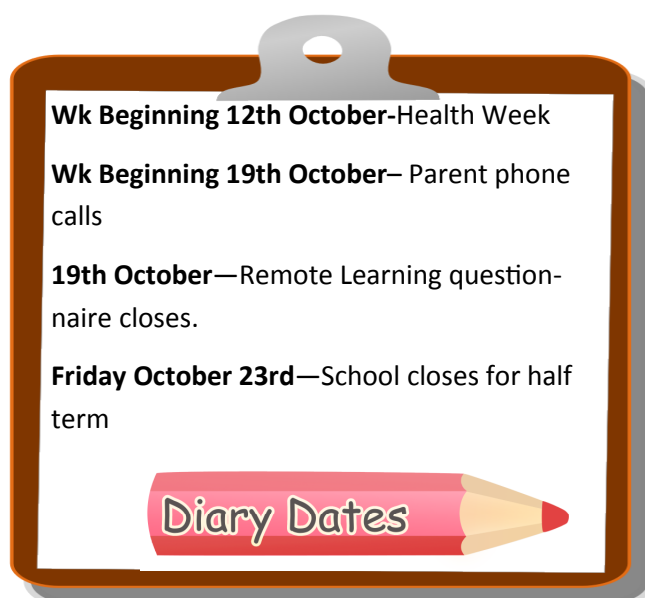 Wk Beginning 12th October-Health Week
Wk Beginning 19th October– Parent phone
calls
19th October—Remote Learning question-
naire closes.
Friday October 23rd—School closes for half
term
Diary Dates